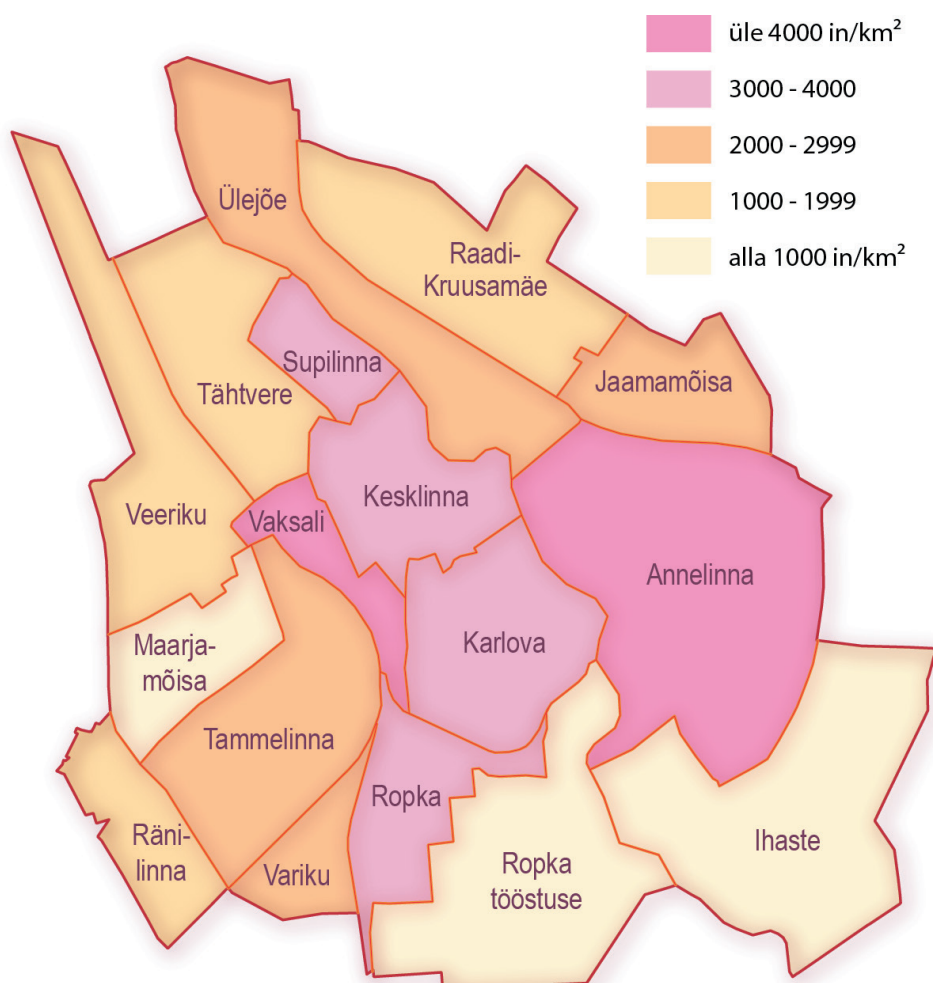 üle 4000 in/km²
3000 - 4000
2000 - 2999
1000 - 1999
alla 1000 in/km²
Ülejõe
Raadi-
Kruusamäe
Supilinna
Jaamamõisa
Tähtvere
Kesklinna
Veeriku
Vaksali
Annelinna
Maarja-
mõisa
Karlova
Tammelinna
Ropka
Räni-
linna
Variku
Ropka
tööstuse
Ihaste